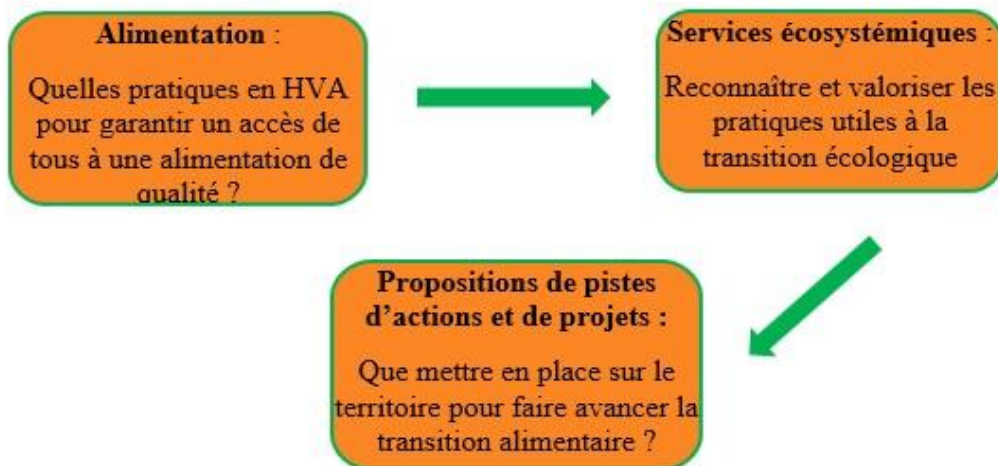 Alimentation :
Quelles pratiques en HVA
pour garantir un accès de
tous à une alimentation de
qualité ?
Services écosystémiques :
Reconnaître et valoriser les
pratiques utiles à la
transition écologique
Propositions de pistes
d’actions et de projets :
Que mettre en place sur le
territoire pour faire avancer la
transition alimentaire ?